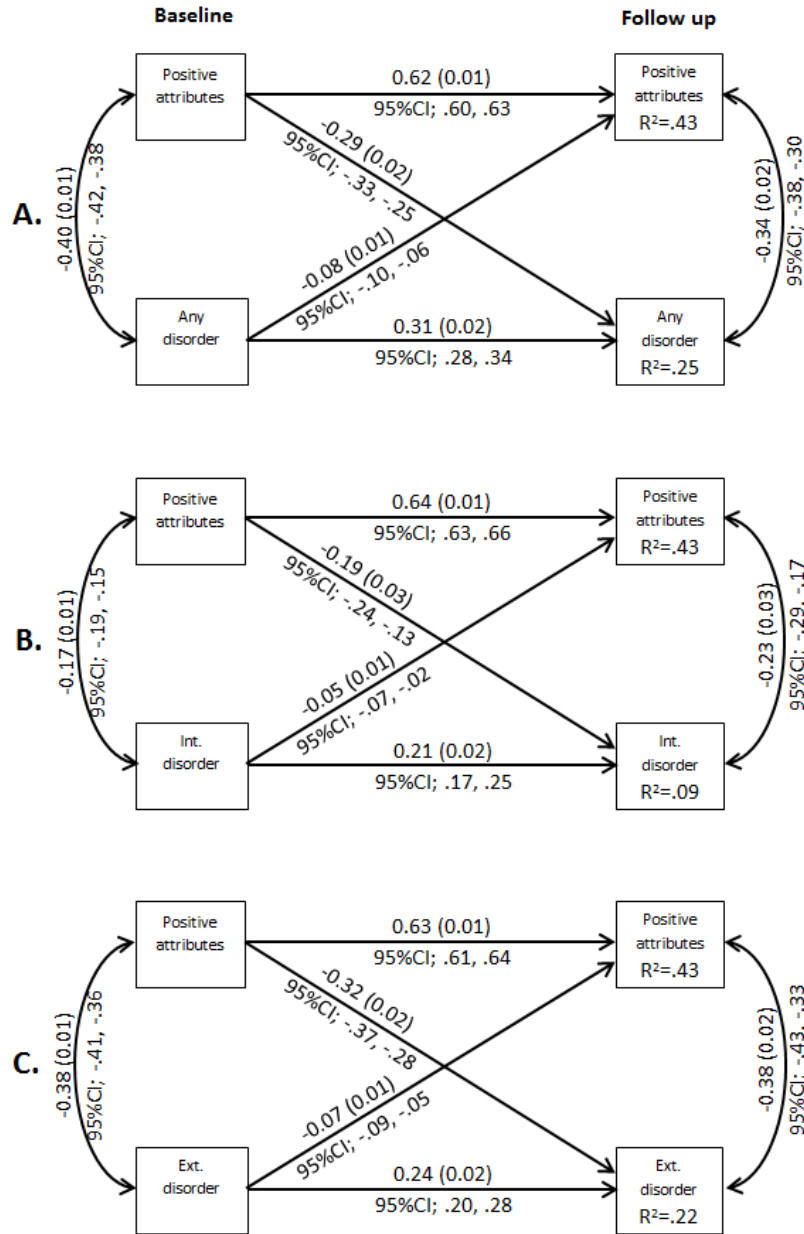 Baseline
Follow up
A.
Positive
attributes
0.62 (0.01)
95%CI; .60, .63
Positive
attributes
R²=.43
-0.40 (0.01)
95%CI; -.42, -.38
-0.29 (0.02)
95%CI; -.33, -.25
-0.08 (0.01)
95%CI; -.10, -.06
-0.34 (0.02)
95%CI; -.38, -.30
Any
disorder
0.31 (0.02)
95%CI; .28, .34
Any
disorder
R²=.25
B.
Positive
attributes
0.64 (0.01)
95%CI; .63, .66
Positive
attributes
R²=.43
-0.17 (0.01)
95%CI; -.19, -.15
-0.19 (0.03)
95%CI; -.24, -.13
-0.05 (0.01)
95%CI; -.07, -.02
-0.23 (0.03)
95%CI; -.29, -.17
Int.
disorder
0.21 (0.02)
95%CI; .17, .25
Int.
disorder
R²=.09
C.
Positive
attributes
0.63 (0.01)
95%CI; .61, .64
Positive
attributes
R²=.43
-0.38 (0.01)
95%CI; -.41, -.36
-0.32 (0.02)
95%CI; -.37, -.28
-0.07 (0.01)
95%CI; -.09, -.05
-0.38 (0.02)
95%CI; -.43, -.33
Ext.
disorder
0.24 (0.02)
95%CI; .20, .28
Ext.
disorder
R²=.22